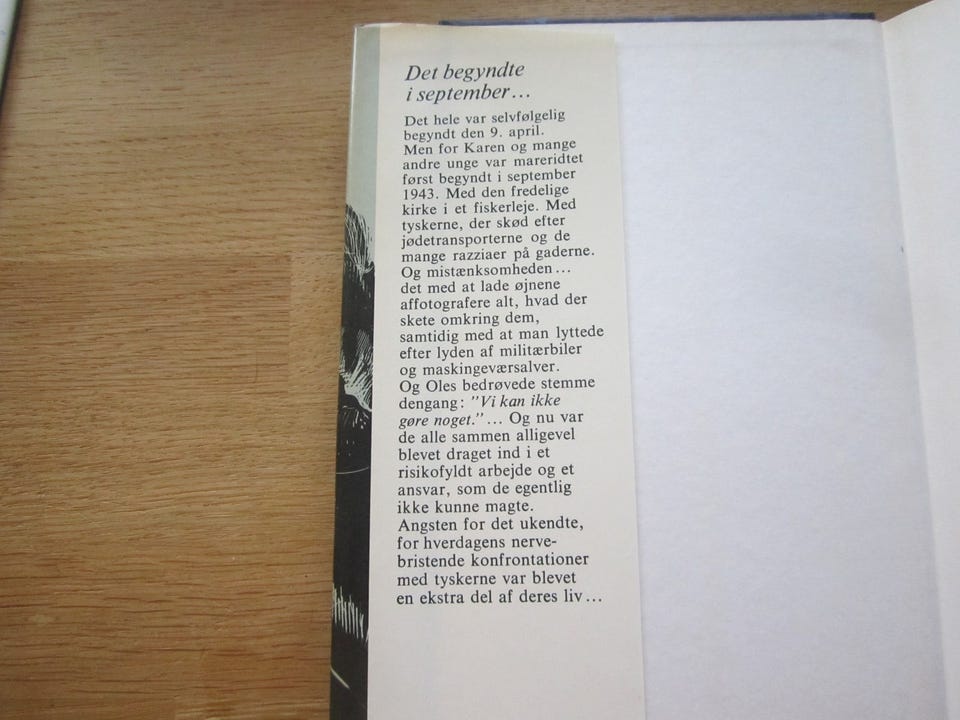 Det begyndte
i september...
Det hele var selvfølgelig
begyndt den 9. april.
Men for Karen og mange
andre unge var mareridtet
først begyndt i september
1943. Med den fredelige
kirke i et fiskerleje. Med
tyskerne, der skød efter
jødetransporterne og de
mange razziaer på gaderne.
Og mistænksomheden...
det med at lade øjnene
affotografere alt, hvad der
skete omkring dem,
samtidig med at man lyttede
efter lyden af militærbiler
og maskingeværsalver.
Og Oles bedrøvede stemme
dengang: "Vi kan ikke
gøre noget."... Og nu var
de alle sammen alligevel
blevet draget ind i et
risikofyldt arbejde og et
ansvar, som de egentlig
ikke kunne magte.
Angsten for det ukendte,
for hverdagens nerve-
bristende konfrontationer
med tyskerne var blevet
en ekstra del af deres liv...